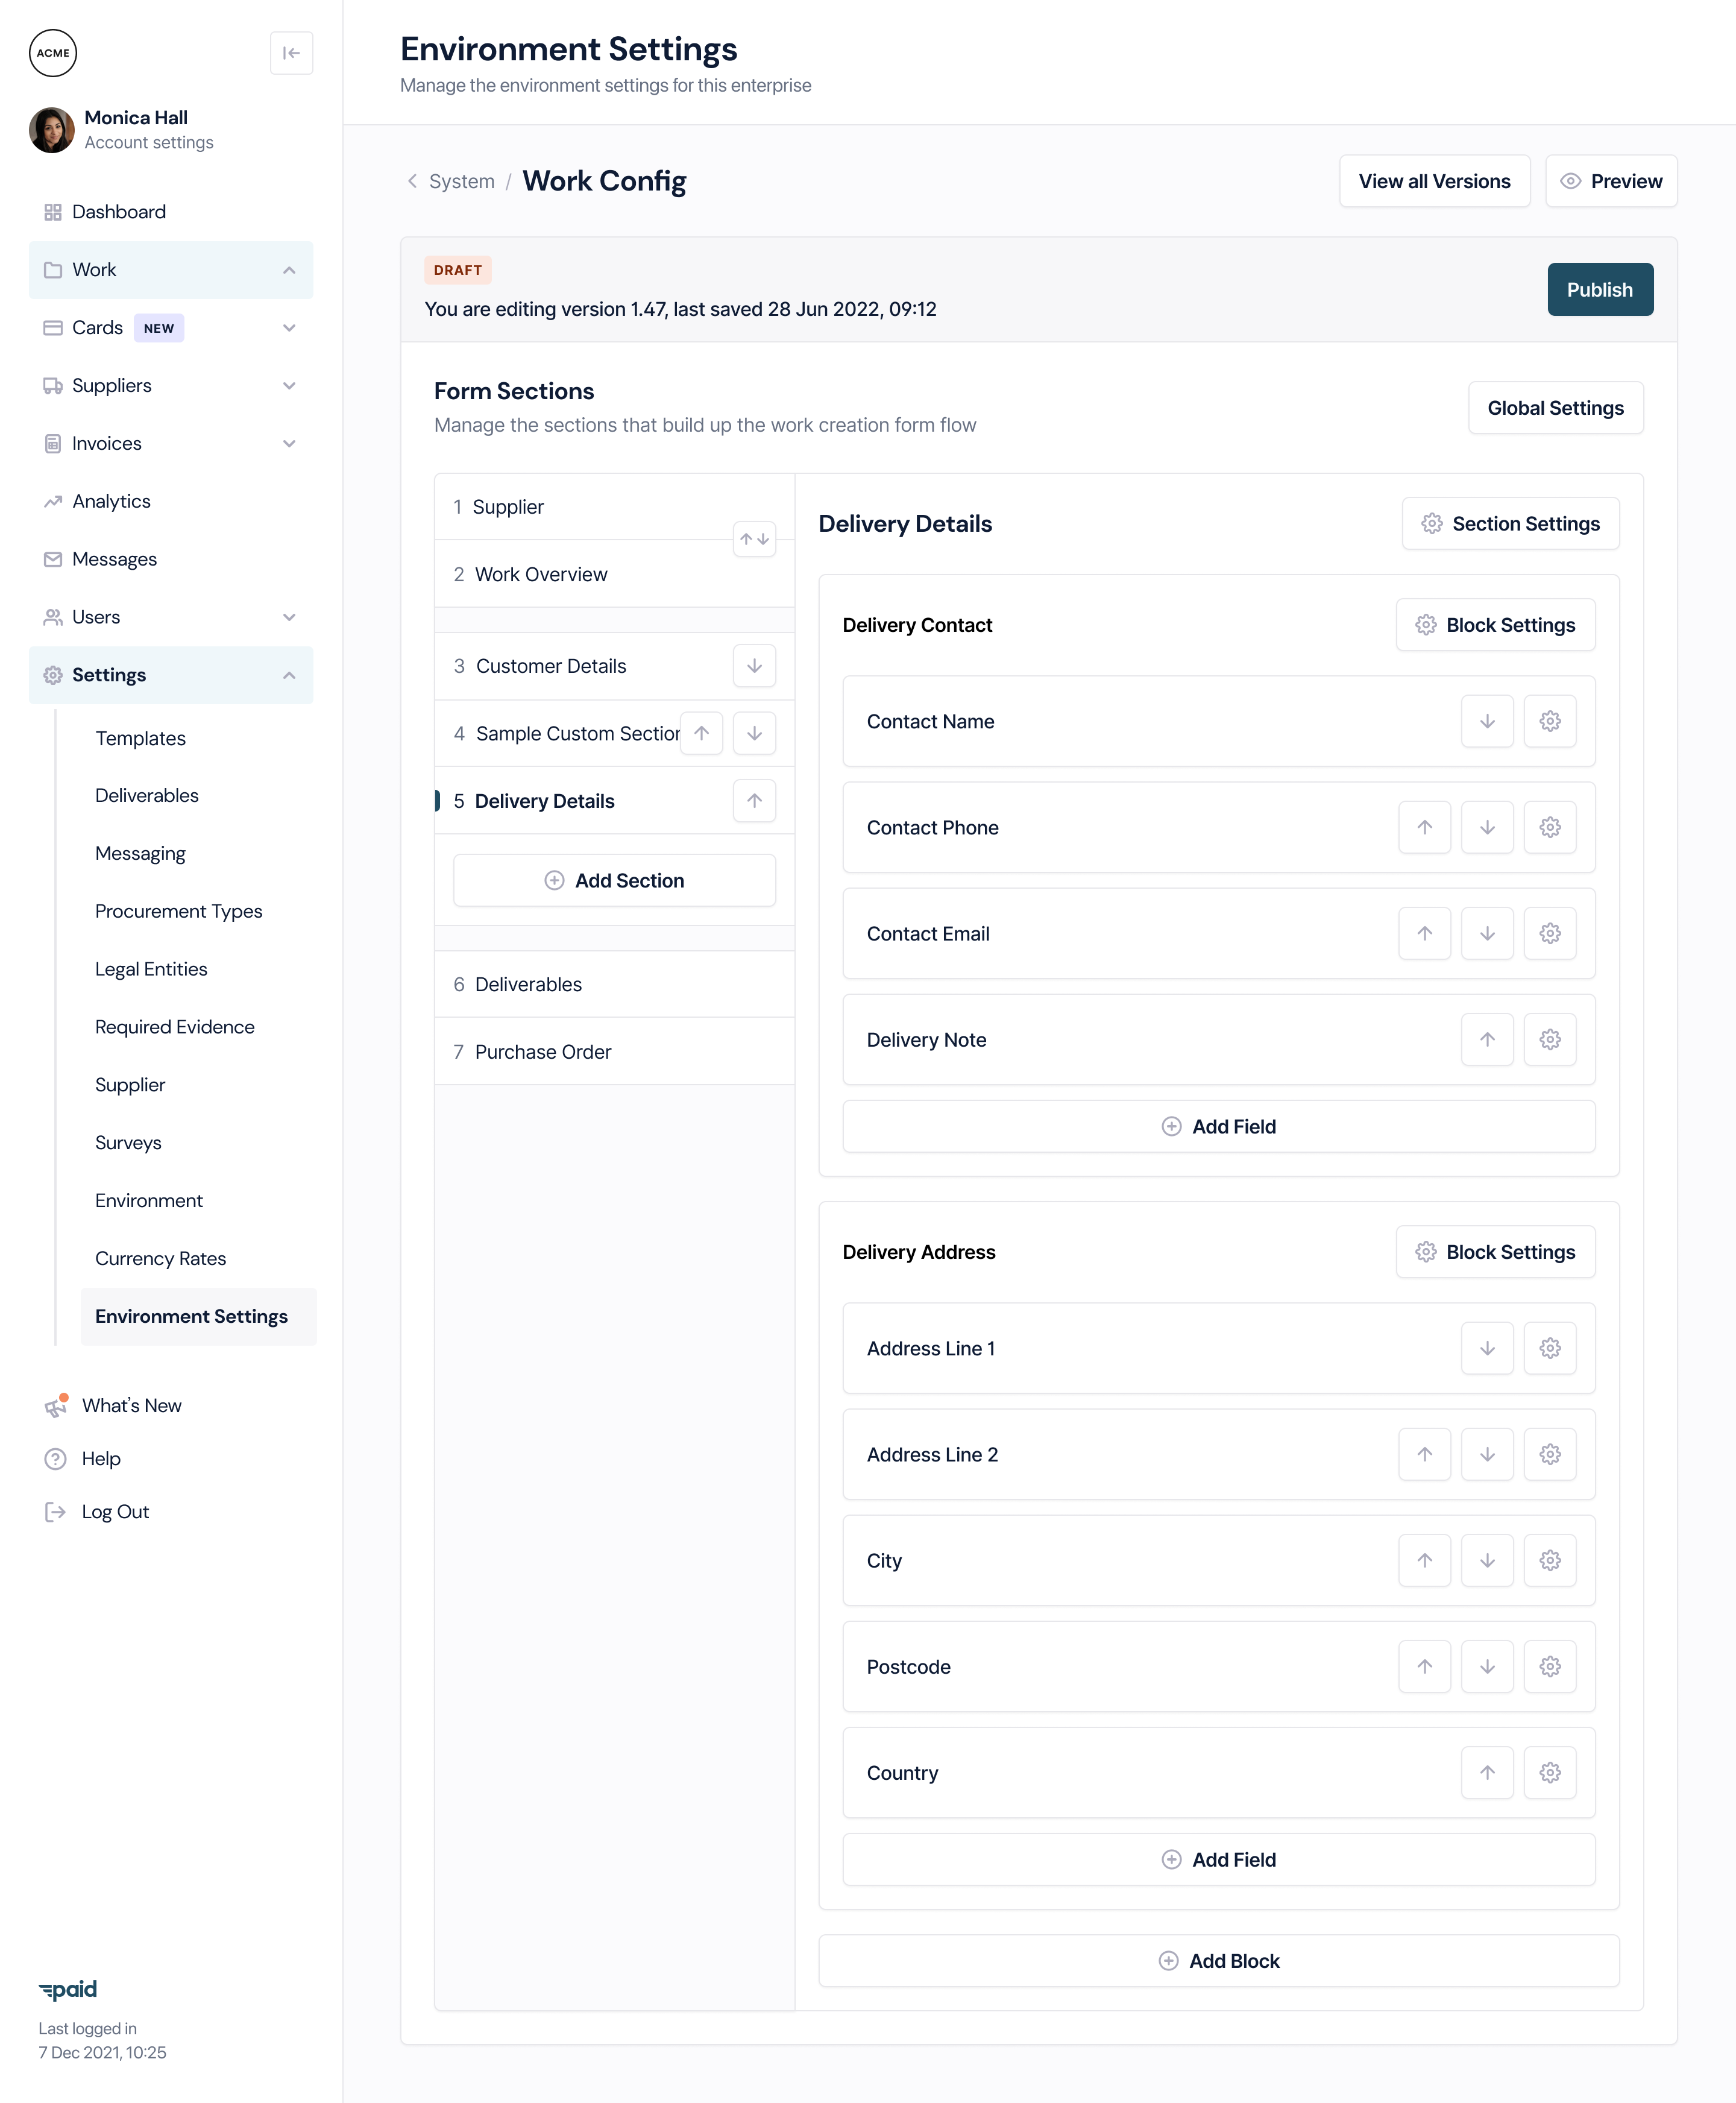 ACME
Monica Hall
Account settings
Dashboard
Work
Cards NEW
Suppliers
Invoices
Analytics
Messages
Users
Settings
Templates
Deliverables
Messaging
Procurement Types
Legal Entities
Required Evidence
Supplier
Surveys
Environment
Currency Rates
Environment Settings
What's New
Help
Log Out
paid
Last logged in
7 Dec 2021, 10:25
Environment Settings
Manage the environment settings for this enterprise
System / Work Config
View all Versions
Preview
DRAFT
You are editing version 1.47, last saved 28 Jun 2022, 09:12
Publish
Form Sections
Manage the sections that build up the work creation form flow
Global Settings
1 Supplier
2 Work Overview
3 Customer Details
4 Sample Custom Section
5 Delivery Details
Add Section
6 Deliverables
7 Purchase Order
Delivery Details
Section Settings
Delivery Contact
Block Settings
Contact Name
Contact Phone
Contact Email
Delivery Note
Add Field
Delivery Address
Block Settings
Address Line 1
Address Line 2
City
Postcode
Country
Add Field
Add Block